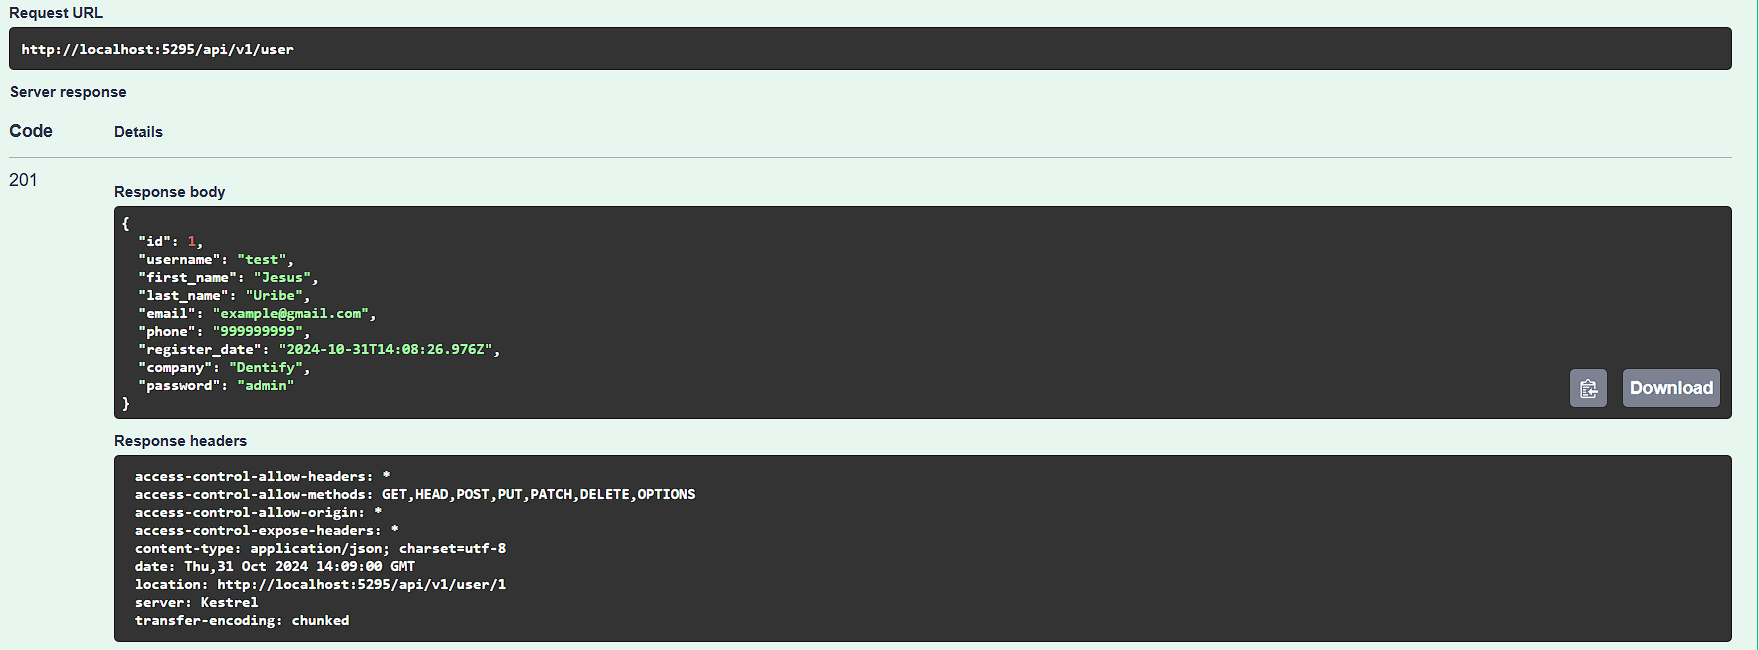 Request URL
http://localhost:5295/api/v1/user
Server response
Code Details
201
Response body
{
"id": 1,
"username": "test",
"first_name": "Jesus",
"last_name": "Uribe",
"email": "example@gmail.com",
"phone": "999999999",
"register_date": "2024-10-31T14:08:26.976Z",
"company": "Dentify",
"password": "admin"
}
Download
Response headers
access-control-allow-headers: *
access-control-allow-methods: GET,HEAD,POST,PUT,PATCH,DELETE,OPTIONS
access-control-allow-origin: *
access-control-expose-headers: *
content-type: application/json; charset=utf-8
date: Thu,31 Oct 2024 14:09:00 GMT
location: http://localhost:5295/api/v1/user/1
server: Kestrel
transfer-encoding: chunked